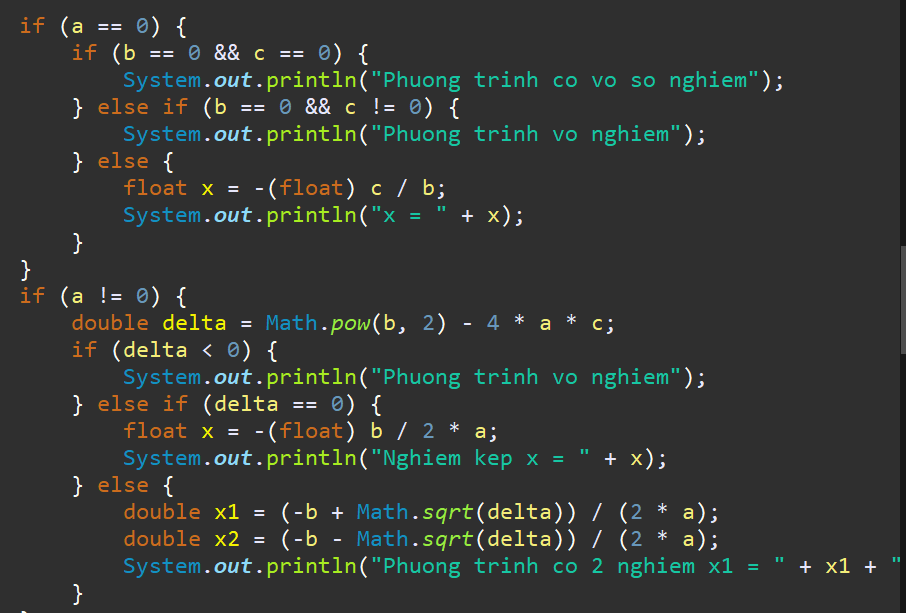 if (a == 0) {
    if (b == 0 && c == 0) {
        System.out.println("Phuong trinh co vo so nghiem");
    } else if (b == 0 && c != 0) {
        System.out.println("Phuong trinh vo nghiem");
    } else {
        float x = -(float) c / b;
        System.out.println("x = " + x);
    }
}
if (a != 0) {
    double delta = Math.pow(b, 2) - 4 * a * c;
    if (delta < 0) {
        System.out.println("Phuong trinh vo nghiem");
    } else if (delta == 0) {
        float x = -(float) b / 2 * a;
        System.out.println("Nghiem kep x = " + x);
    } else {
        double x1 = (-b + Math.sqrt(delta)) / (2 * a);
        double x2 = (-b - Math.sqrt(delta)) / (2 * a);
        System.out.println("Phuong trinh co 2 nghiem x1 = " + x1 + "
    }